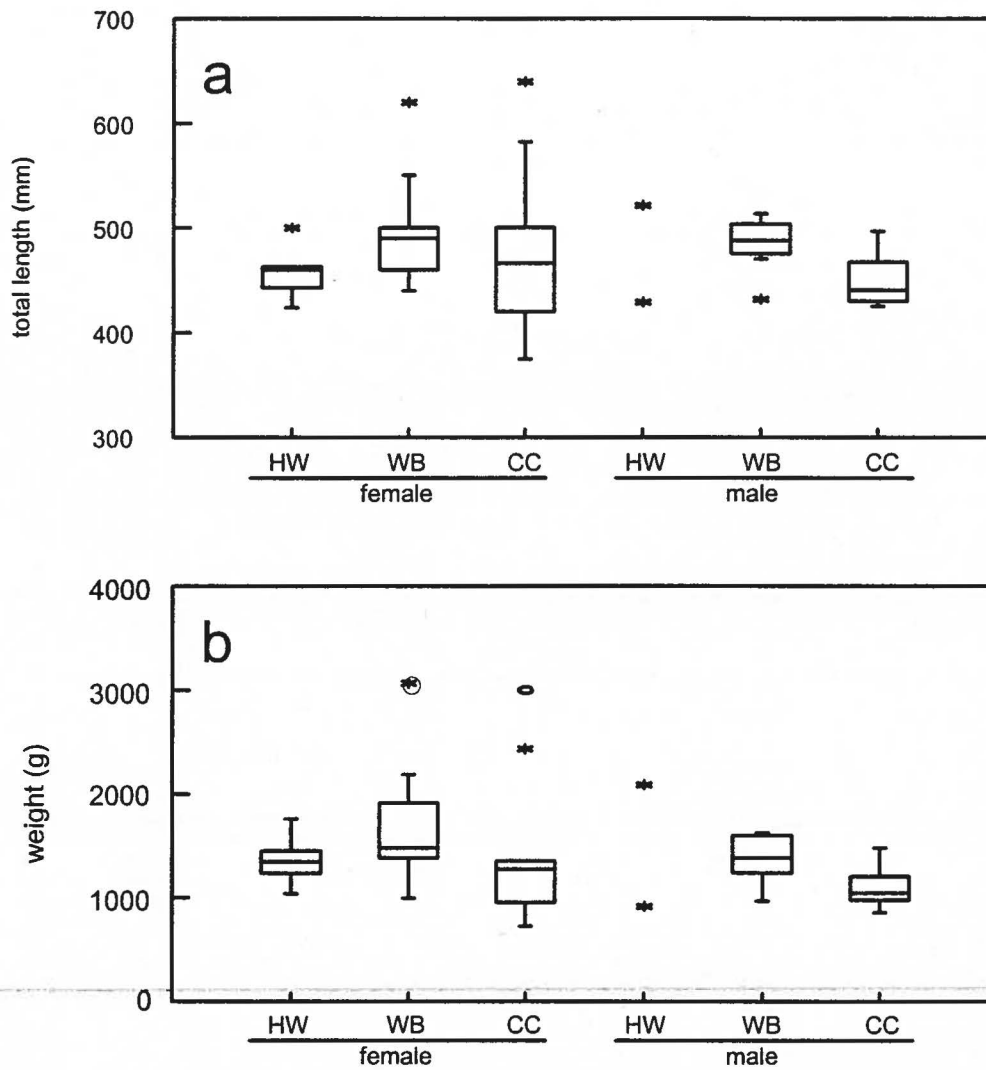 700
600
500
400
300
total length (mm)
a
HW WB CC HW WB CC
female male
4000
3000
2000
1000
0
weight (g)
b
HW WB CC HW WB CC
female male